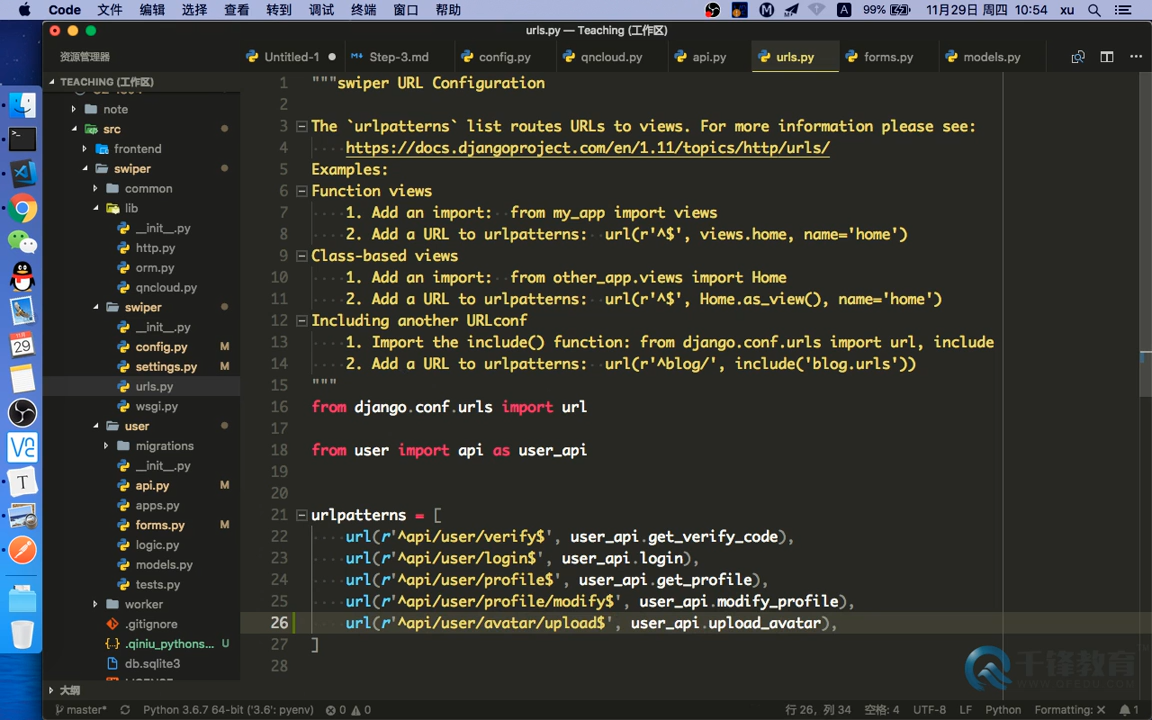 Code 文件 编辑 选择 查看 转到 调试 终端 窗口 帮助 99% 11月29日 周四 10:54 xu
urls.py — Teaching (工作区)
资源管理器 Untitled-1 Step-3.md config.py qncloud.py api.py urls.py forms.py models.py
TEACHING (工作区)
note
src
frontend
swiper
common
lib
__init__.py
http.py
orm.py
qncloud.py
swiper
__init__.py
config.py M
settings.py M
urls.py
wsgi.py
user
migrations
__init__.py
api.py M
apps.py
forms.py M
logic.py
models.py
tests.py
worker
.gitignore
.qiniu_pythons... U
db.sqlite3
大纲
1 """swiper URL Configuration
2
3 The `urlpatterns` list routes URLs to views. For more information please see:
4 https://docs.djangoproject.com/en/1.11/topics/http/urls/
5 Examples:
6 Function views
7 1. Add an import:  from my_app import views
8 2. Add a URL to urlpatterns:  url(r'^$', views.home, name='home')
9 Class-based views
10 1. Add an import:  from other_app.views import Home
11 2. Add a URL to urlpatterns:  url(r'^$', Home.as_view(), name='home')
12 Including another URLconf
13 1. Import the include() function: from django.conf.urls import url, include
14 2. Add a URL to urlpatterns:  url(r'^blog/', include('blog.urls'))
15 """
16 from django.conf.urls import url
17
18 from user import api as user_api
19
20
21 urlpatterns = [
22 url(r'^api/user/verify$', user_api.get_verify_code),
23 url(r'^api/user/login$', user_api.login),
24 url(r'^api/user/profile$', user_api.get_profile),
25 url(r'^api/user/profile/modify$', user_api.modify_profile),
26 url(r'^api/user/avatar/upload$', user_api.upload_avatar),
27 ]
28
千锋教育
WWW.QFEDU.COM
master* Python 3.6.7 64-bit ('3.6': pyenv) 0 0 行 26, 列 34 空格: 4 UTF-8 LF Python Formatting: ✕ 1